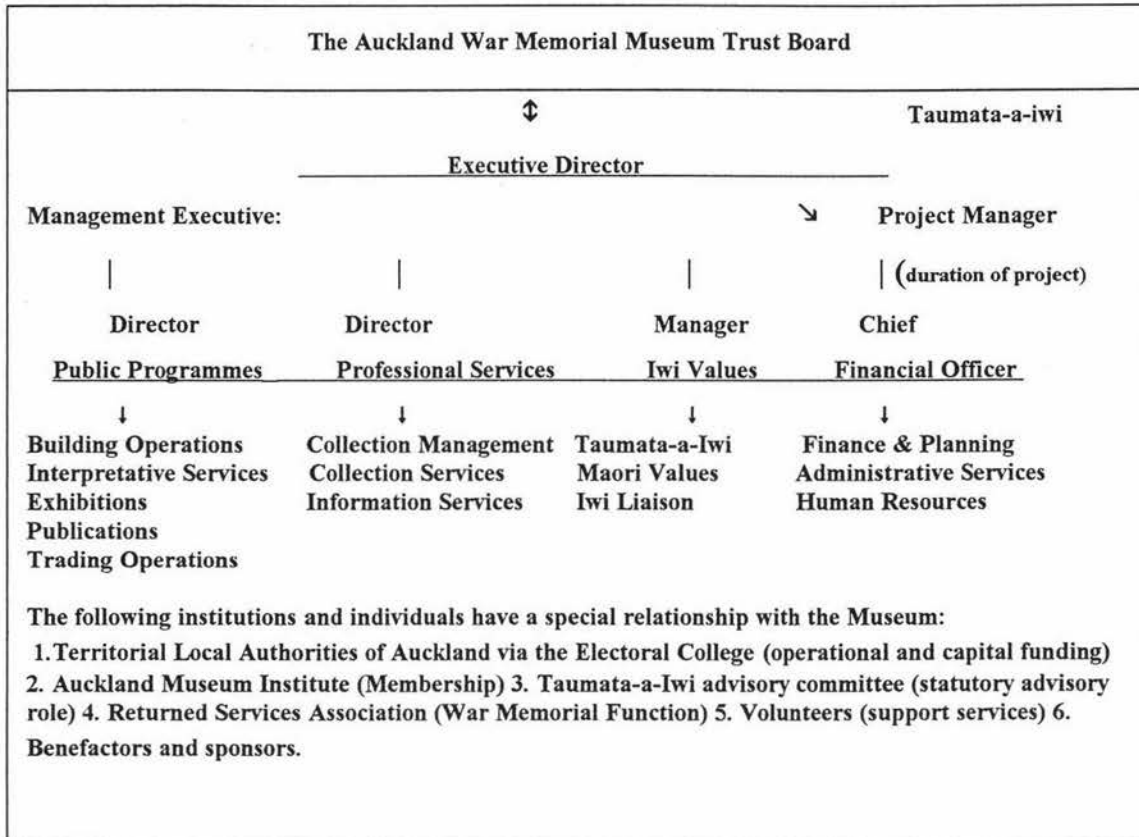 The Auckland War Memorial Museum Trust Board
↕ Taumata-a-iwi
Executive Director
Management Executive: ↘ Project Manager
| | | | (duration of project)
Director Director Manager Chief
Public Programmes Professional Services Iwi Values Financial Officer
↓ ↓ ↓ ↓
Building Operations Collection Management Taumata-a-Iwi Finance & Planning
Interpretative Services Collection Services Maori Values Administrative Services
Exhibitions Information Services Iwi Liaison Human Resources
Publications
Trading Operations
The following institutions and individuals have a special relationship with the Museum:
1.Territorial Local Authorities of Auckland via the Electoral College (operational and capital funding)
2. Auckland Museum Institute (Membership) 3. Taumata-a-Iwi advisory committee (statutory advisory
role) 4. Returned Services Association (War Memorial Function) 5. Volunteers (support services) 6.
Benefactors and sponsors.